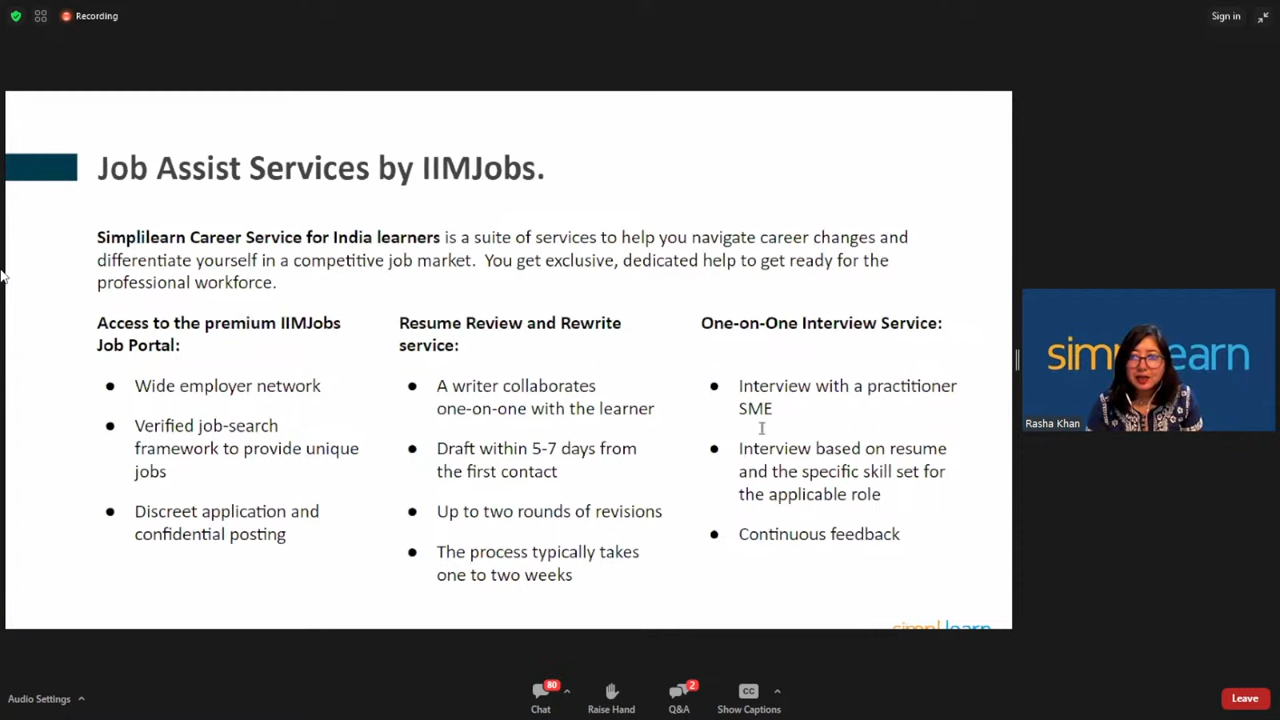 Recording
Sign in
Job Assist Services by IIMJobs.
Simplilearn Career Service for India learners is a suite of services to help you navigate career changes and
differentiate yourself in a competitive job market. You get exclusive, dedicated help to get ready for the
professional workforce.
Access to the premium IIMJobs
Job Portal:
● Wide employer network
● Verified job-search
framework to provide unique
jobs
● Discreet application and
confidential posting
Resume Review and Rewrite
service:
● A writer collaborates
one-on-one with the learner
● Draft within 5-7 days from
the first contact
● Up to two rounds of revisions
● The process typically takes
one to two weeks
One-on-One Interview Service:
● Interview with a practitioner
SME
● Interview based on resume
and the specific skill set for
the applicable role
● Continuous feedback
simplilearn
Rasha Khan
Audio Settings
80
Chat
Raise Hand
2
Q&A
CC
Show Captions
Leave